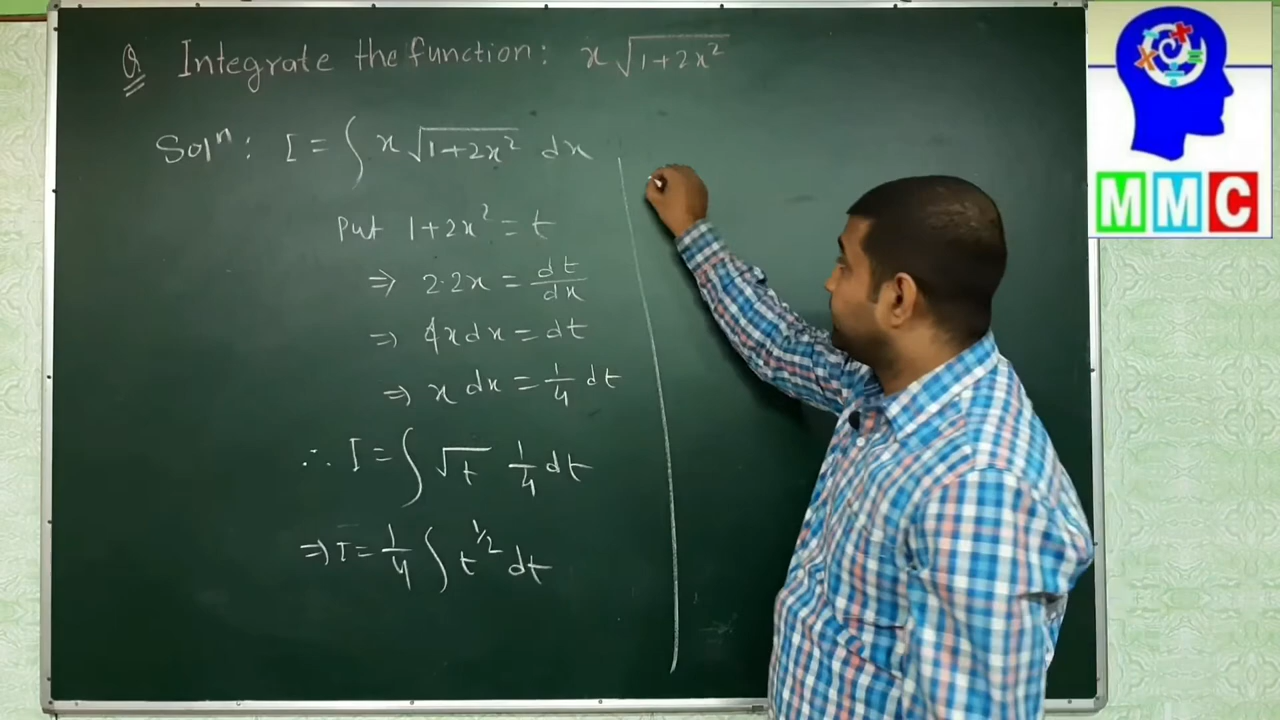 Q Integrate the function: x √(1+2x²)
Solⁿ: I = ∫ x √(1+2x²) dx
Put 1+2x² = t
⇒ 2·2x = dt/dx
⇒ 4x dx = dt
⇒ x dx = 1/4 dt
∴ I = ∫ √t 1/4 dt
⇒ I = 1/4 ∫ t^1/2 dt
MMC